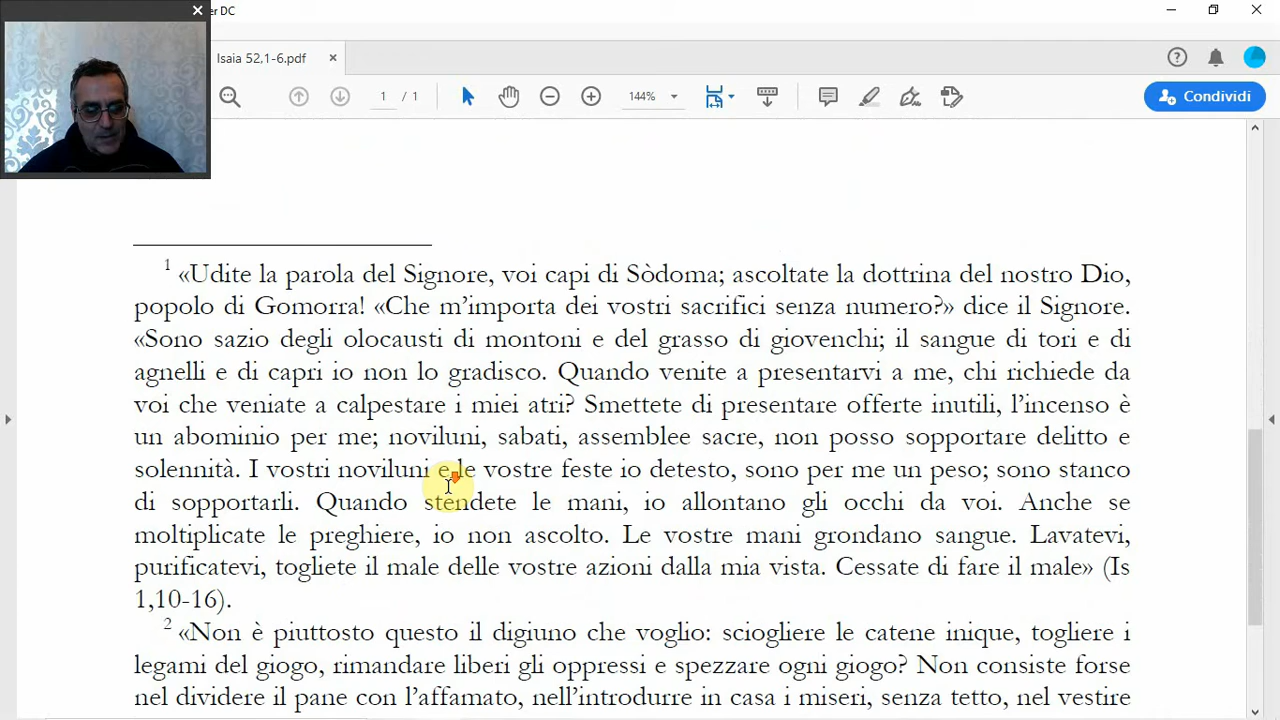 er DC
Isaia 52,1-6.pdf
1 / 1
144%
Condividi
1 «Udite la parola del Signore, voi capi di Sòdoma; ascoltate la dottrina del nostro Dio,
popolo di Gomorra! «Che m’importa dei vostri sacrifici senza numero?» dice il Signore.
«Sono sazio degli olocausti di montoni e del grasso di giovenchi; il sangue di tori e di
agnelli e di capri io non lo gradisco. Quando venite a presentarvi a me, chi richiede da
voi che veniate a calpestare i miei atri? Smettete di presentare offerte inutili, l’incenso è
un abominio per me; noviluni, sabati, assemblee sacre, non posso sopportare delitto e
solennità. I vostri noviluni e le vostre feste io detesto, sono per me un peso; sono stanco
di sopportarli. Quando stendete le mani, io allontano gli occhi da voi. Anche se
moltiplicate le preghiere, io non ascolto. Le vostre mani grondano sangue. Lavatevi,
purificatevi, togliete il male delle vostre azioni dalla mia vista. Cessate di fare il male» (Is
1,10-16).
2 «Non è piuttosto questo il digiuno che voglio: sciogliere le catene inique, togliere i
legami del giogo, rimandare liberi gli oppressi e spezzare ogni giogo? Non consiste forse
nel dividere il pane con l’affamato, nell’introdurre in casa i miseri, senza tetto, nel vestire